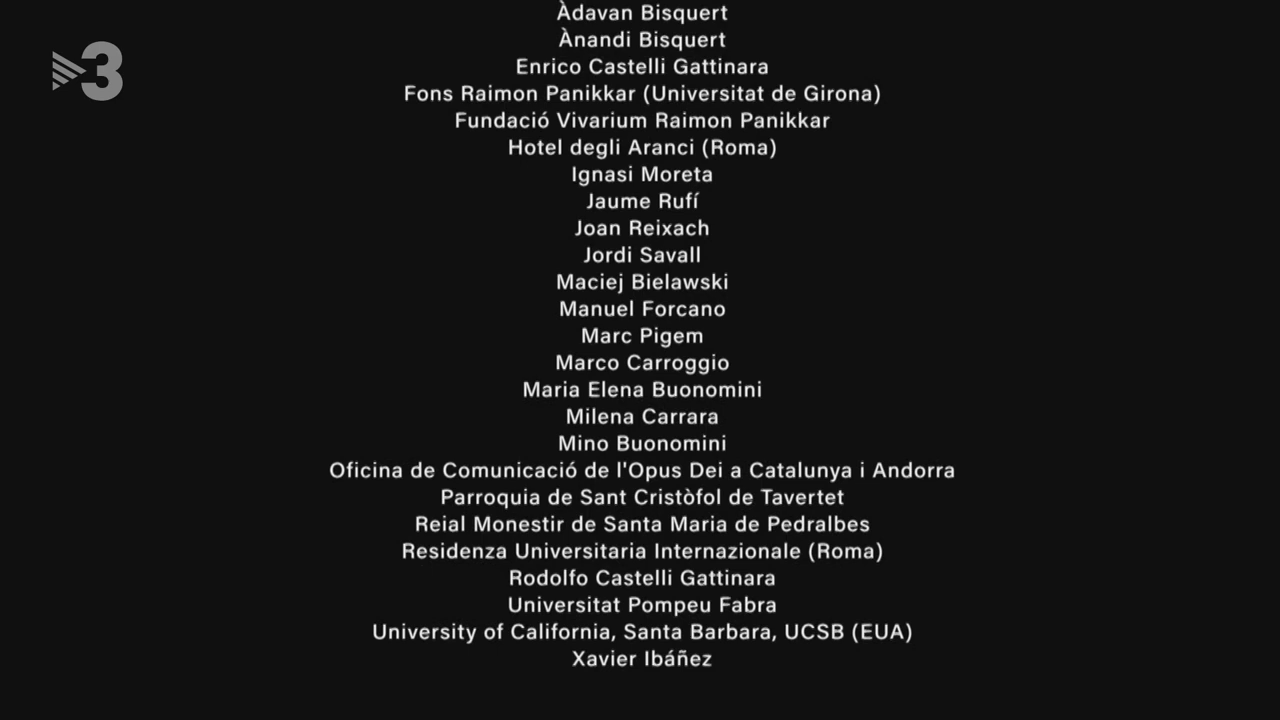 3
Àdavan Bisquert
Ànandi Bisquert
Enrico Castelli Gattinara
Fons Raimon Panikkar (Universitat de Girona)
Fundació Vivarium Raimon Panikkar
Hotel degli Aranci (Roma)
Ignasi Moreta
Jaume Rufí
Joan Reixach
Jordi Savall
Maciej Bielawski
Manuel Forcano
Marc Pigem
Marco Carroggio
Maria Elena Buonomini
Milena Carrara
Mino Buonomini
Oficina de Comunicació de l'Opus Dei a Catalunya i Andorra
Parroquia de Sant Cristòfol de Tavertet
Reial Monestir de Santa Maria de Pedralbes
Residenza Universitaria Internazionale (Roma)
Rodolfo Castelli Gattinara
Universitat Pompeu Fabra
University of California, Santa Barbara, UCSB (EUA)
Xavier Ibáñez